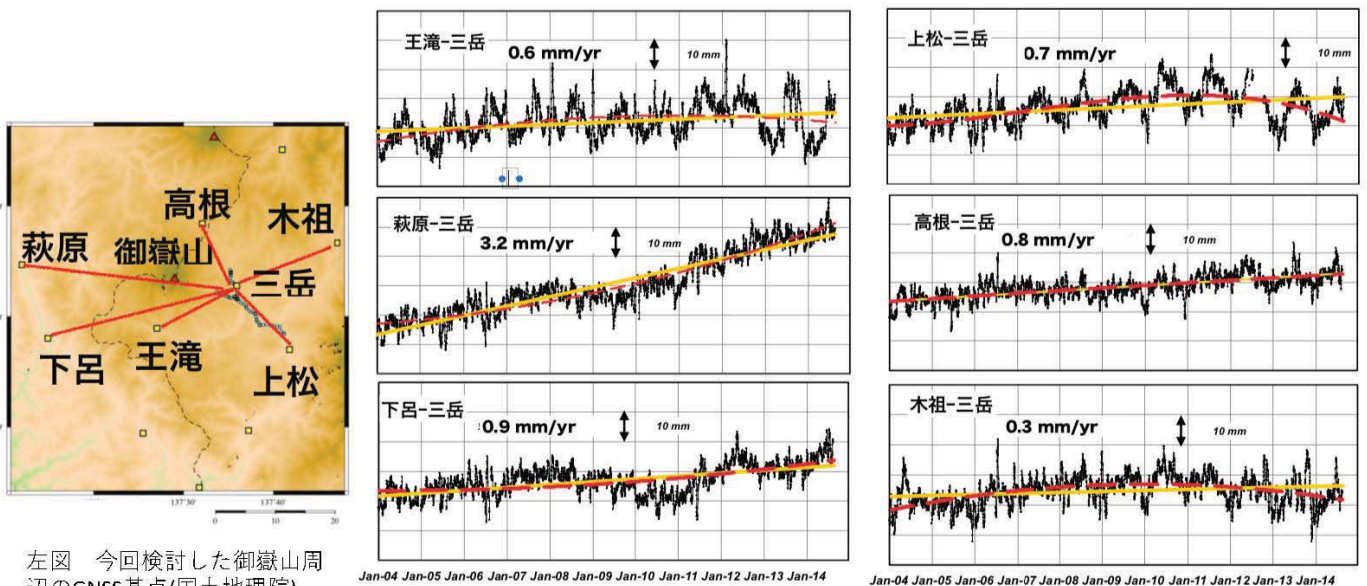 高根
木祖
萩原
御嶽山
三岳
下呂
王滝
上松
137°30'
137°40'
0 10 20
左図 今回検討した御嶽山周
辺のGNSS基点(国土地理院)
王滝-三岳
0.6 mm/yr
10 mm
萩原-三岳
3.2 mm/yr
10 mm
下呂-三岳
0.9 mm/yr
10 mm
Jan-04 Jan-05 Jan-06 Jan-07 Jan-08 Jan-09 Jan-10 Jan-11 Jan-12 Jan-13 Jan-14
上松-三岳
0.7 mm/yr
10 mm
高根-三岳
0.8 mm/yr
10 mm
木祖-三岳
0.3 mm/yr
10 mm
Jan-04 Jan-05 Jan-06 Jan-07 Jan-08 Jan-09 Jan-10 Jan-11 Jan-12 Jan-13 Jan-14